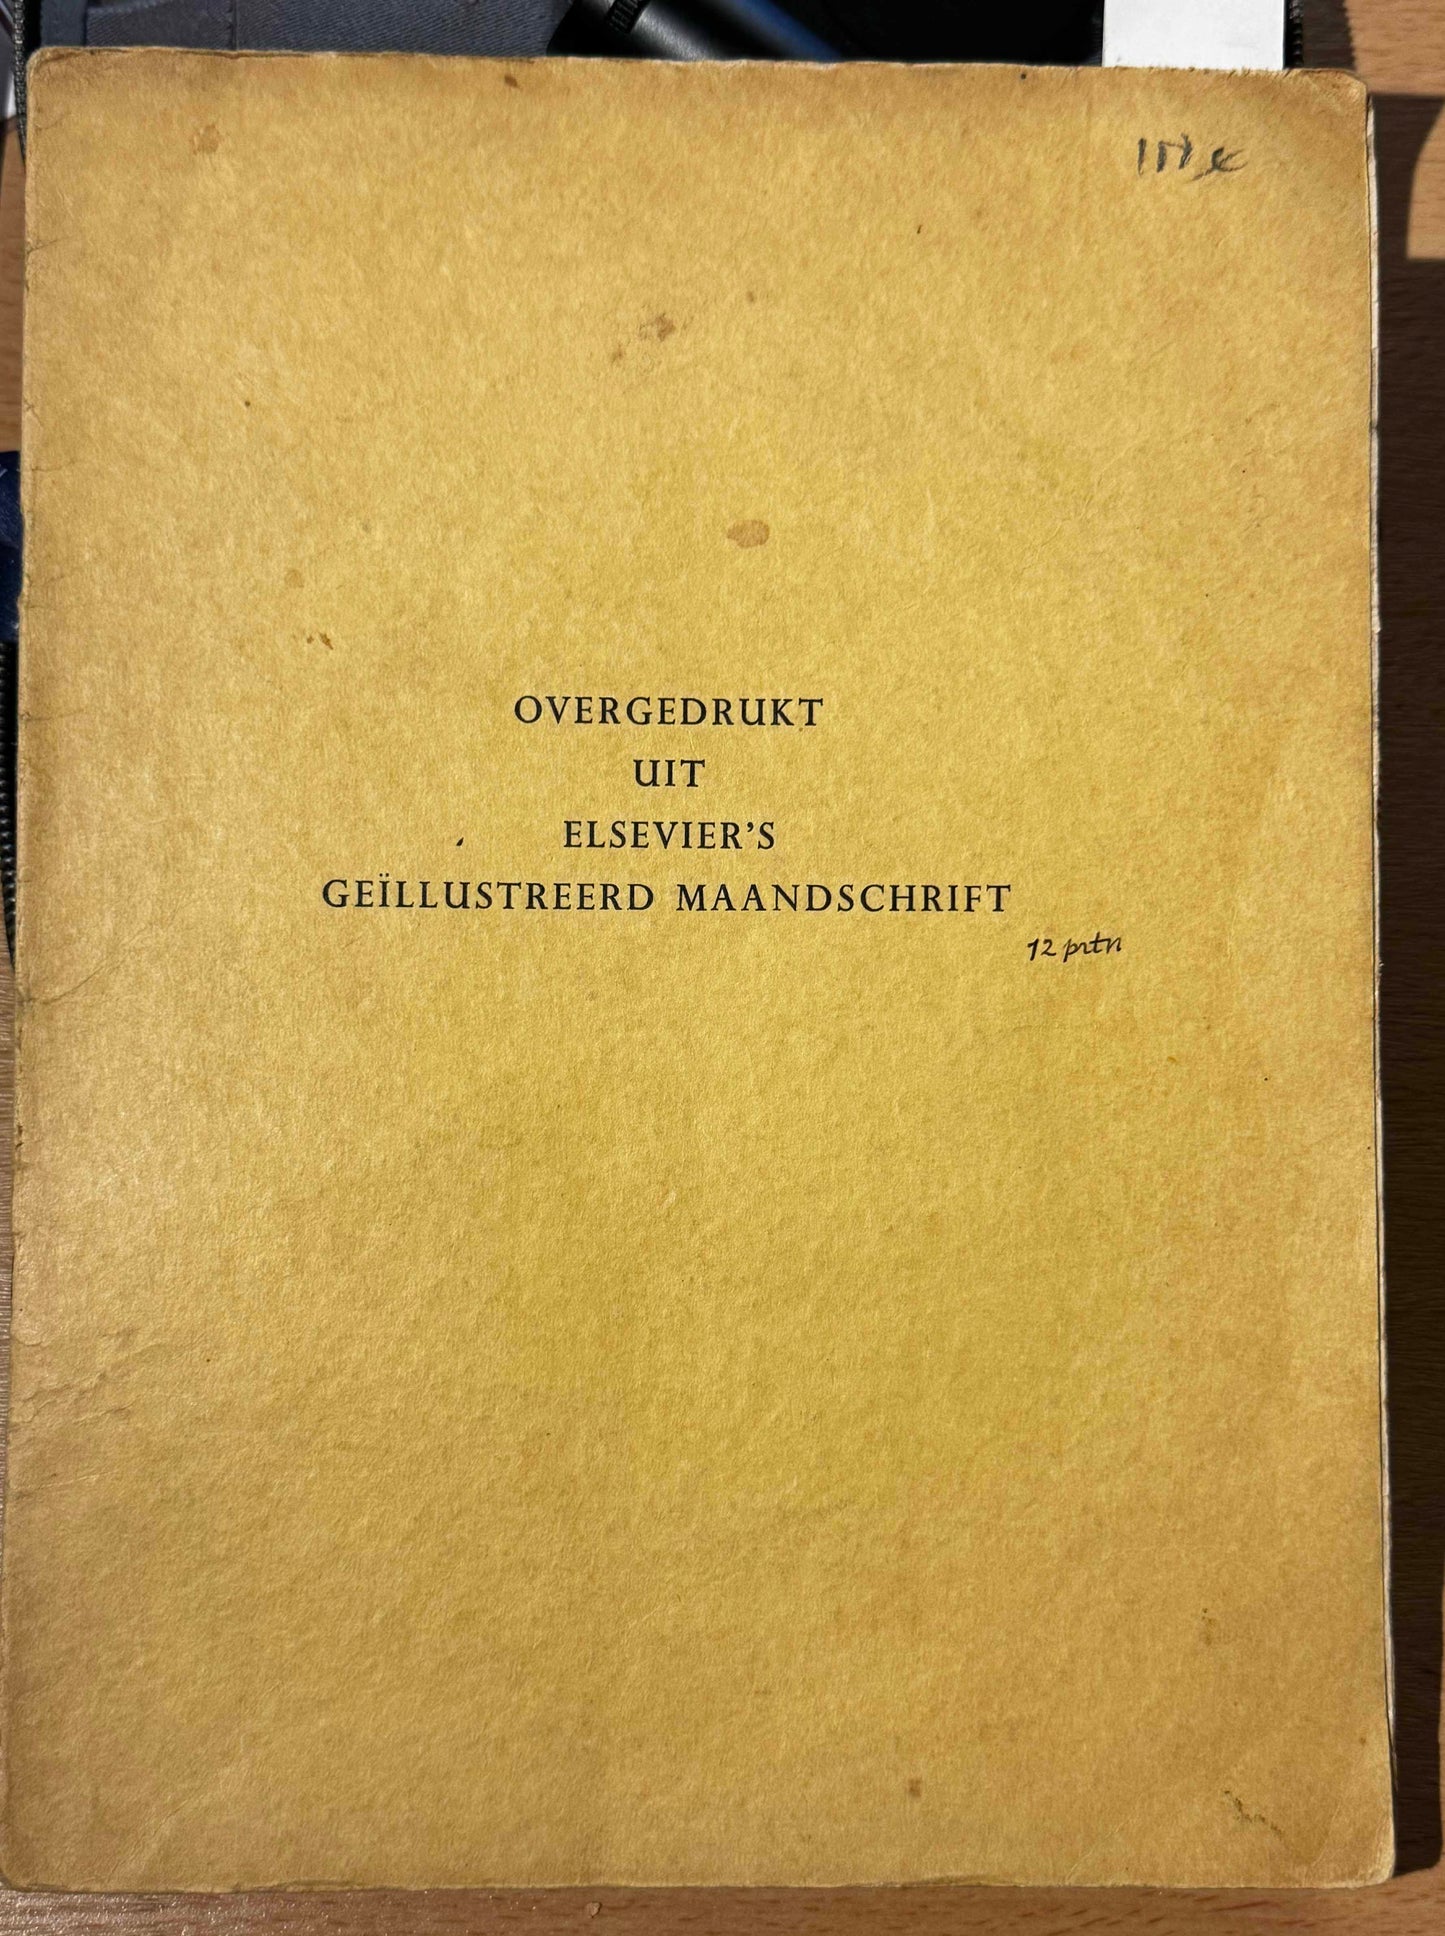 OVERGEDRUKT
UIT
ELSEVIER'S
GEÏLLUSTREERD MAANDSCHRIFT
12 prtn